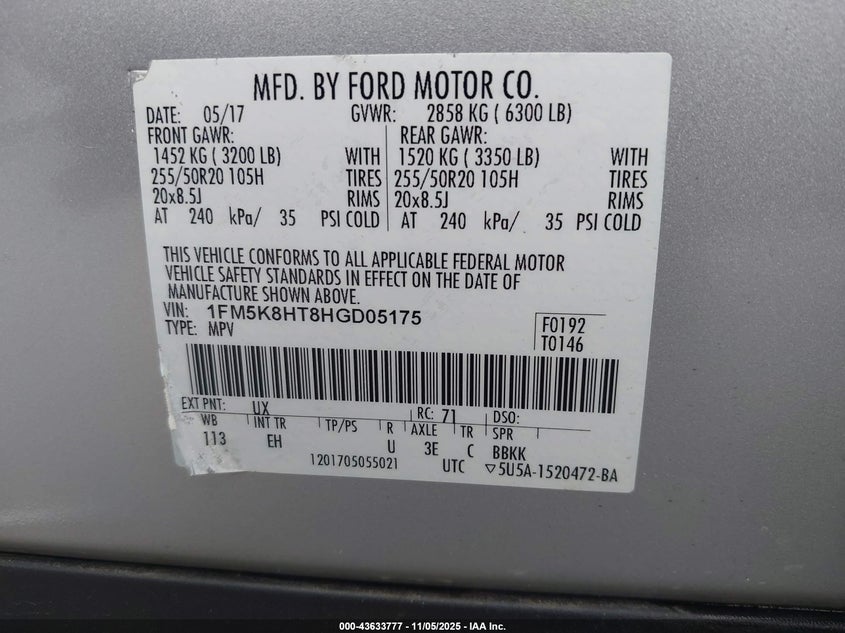 MFD. BY FORD MOTOR CO.
DATE: 05/17 GVWR: 2858 KG ( 6300 LB)
FRONT GAWR: REAR GAWR:
1452 KG ( 3200 LB) WITH 1520 KG ( 3350 LB) WITH
255/50R20 105H TIRES 255/50R20 105H TIRES
20x8.5J RIMS 20x8.5J RIMS
AT 240 kPa/ 35 PSI COLD AT 240 kPa/ 35 PSI COLD
THIS VEHICLE CONFORMS TO ALL APPLICABLE FEDERAL MOTOR
VEHICLE SAFETY STANDARDS IN EFFECT ON THE DATE OF
MANUFACTURE SHOWN ABOVE.
VIN: 1FM5K8HT8HGD05175
TYPE: MPV
F0192
T0146
EXT PNT: UX RC: 71 DSO:
WB INT TR TP/PS R AXLE TR SPR
113 EH U 3E C BBKK
1201705055021 UTC ▽5U5A-1520472-BA
000-43633777 - 11/05/2025 - IAA Inc.